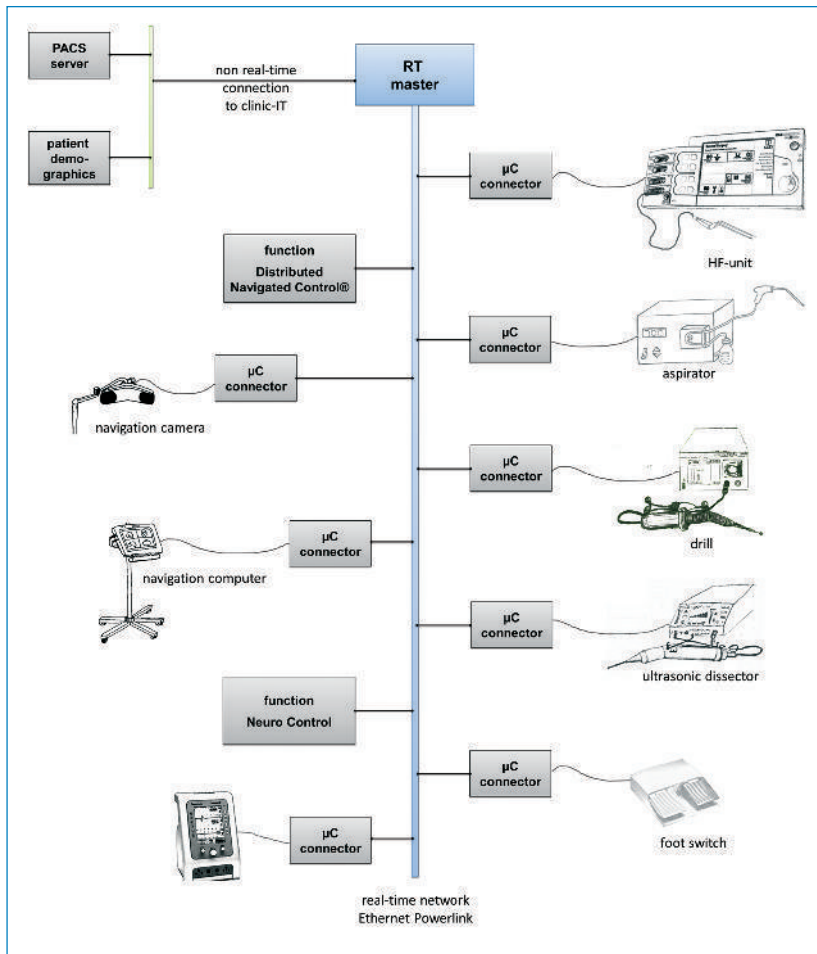 PACS
server
non real-time
connection
to clinic-IT
RT
master
patient
demo-
graphics
µC
connector
HF-unit
function
Distributed
Navigated Control®
µC
connector
aspirator
µC
connector
navigation camera
µC
connector
drill
µC
connector
navigation computer
µC
connector
ultrasonic dissector
function
Neuro Control
µC
connector
foot switch
µC
connector
real-time network
Ethernet Powerlink